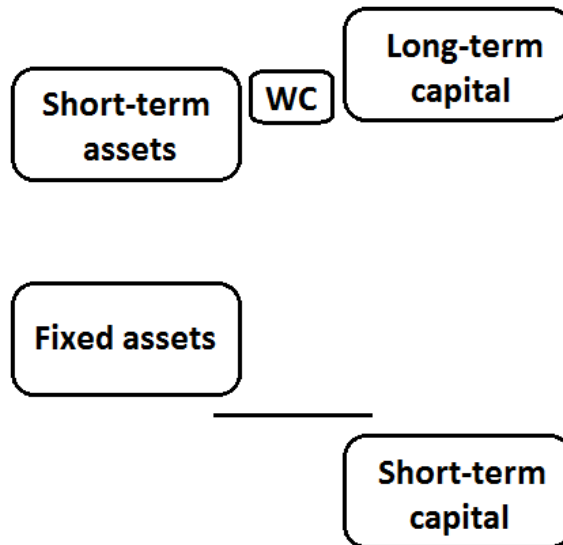 Long-term
capital
WC
Short-term
assets
Fixed assets
Short-term
capital